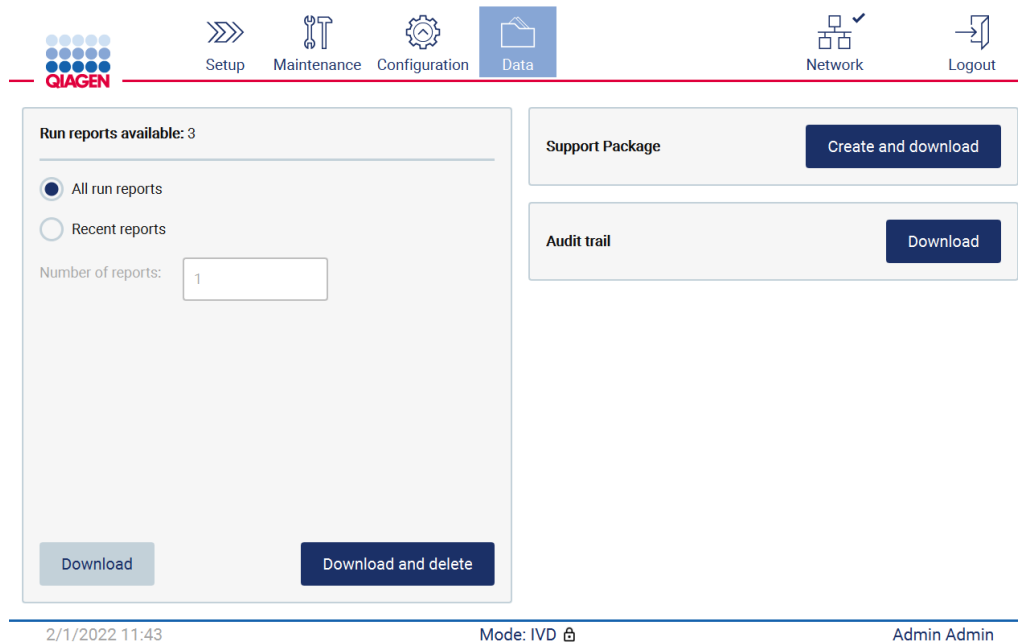 Setup Maintenance Configuration Data Network Logout
QIAGEN
Run reports available: 3
All run reports
Recent reports
Number of reports: 1
Download Download and delete
Support Package Create and download
Audit trail Download
2/1/2022 11:43 Mode: IVD Admin Admin